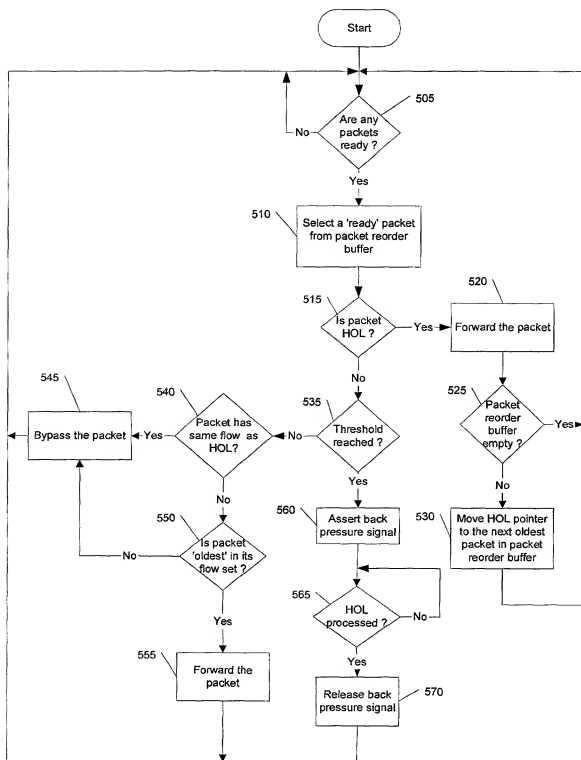 Start
505
Are any
packets
ready ?
No
Yes
510
Select a 'ready' packet
from packet reorder
buffer
520
515
Is packet
HOL ?
Yes
Forward the packet
No
545
540
535
525
Packet has
same flow as
HOL?
Threshold
reached ?
Packet
reorder
buffer
empty ?
Bypass the packet
Yes
No
Yes
No
Yes
No
550
560
Assert back
pressure signal
530
Move HOL pointer
to the next oldest
packet in packet
reorder buffer
Is packet
'oldest' in its
flow set ?
No
565
HOL
processed ?
No
Yes
555
Yes
Forward the
packet
Release back
pressure signal
570